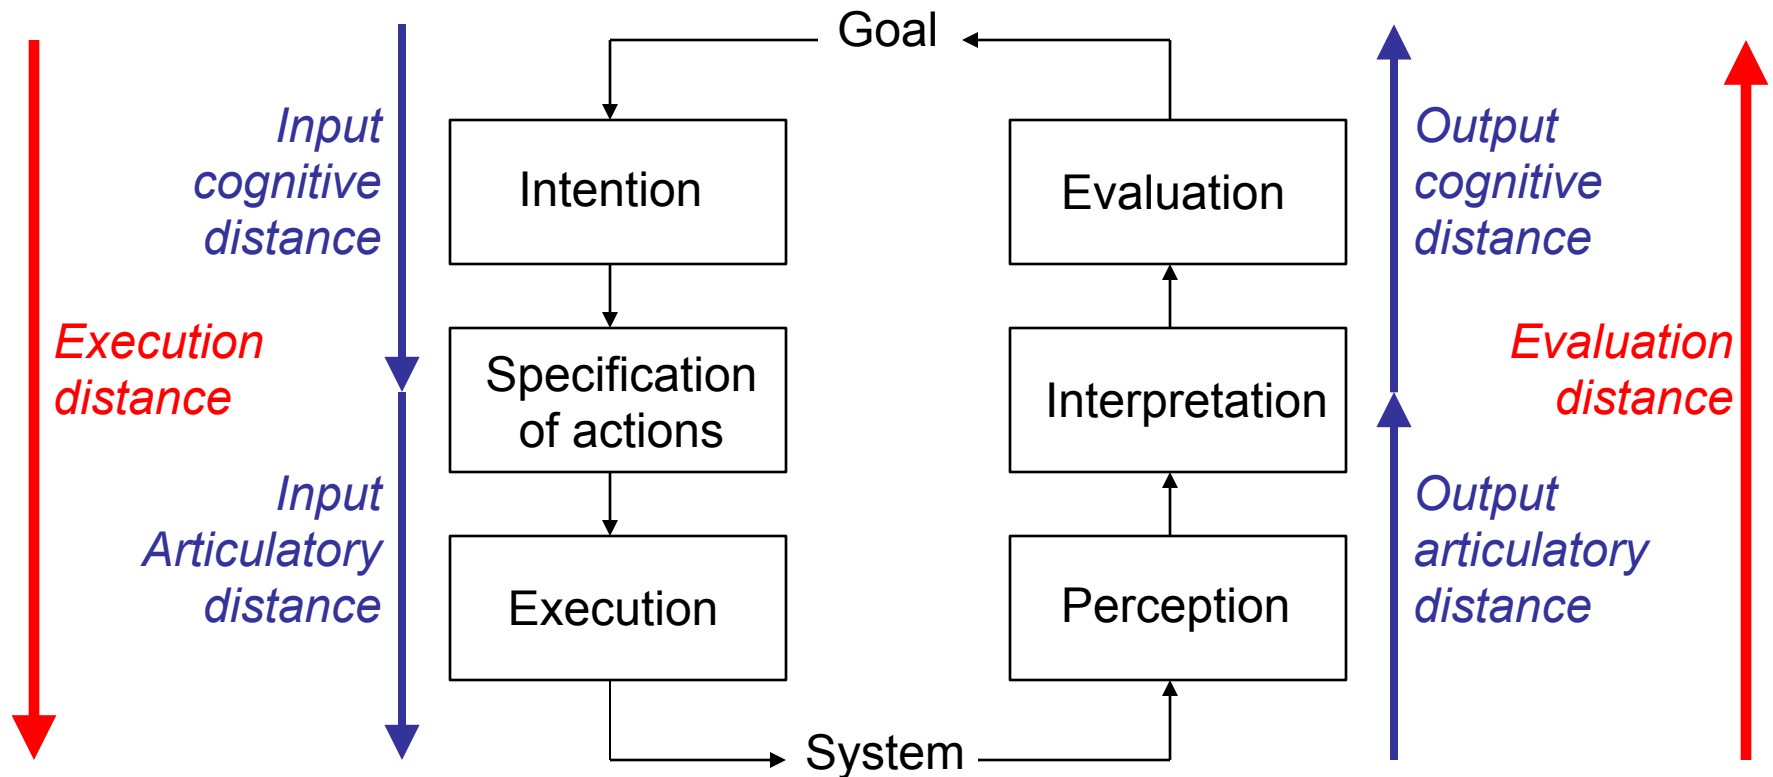 Goal
Input
cognitive
distance
Intention
Evaluation
Output
cognitive
distance
Execution
distance
Specification
of actions
Interpretation
Evaluation
distance
Input
Articulatory
distance
Execution
Perception
Output
articulatory
distance
System